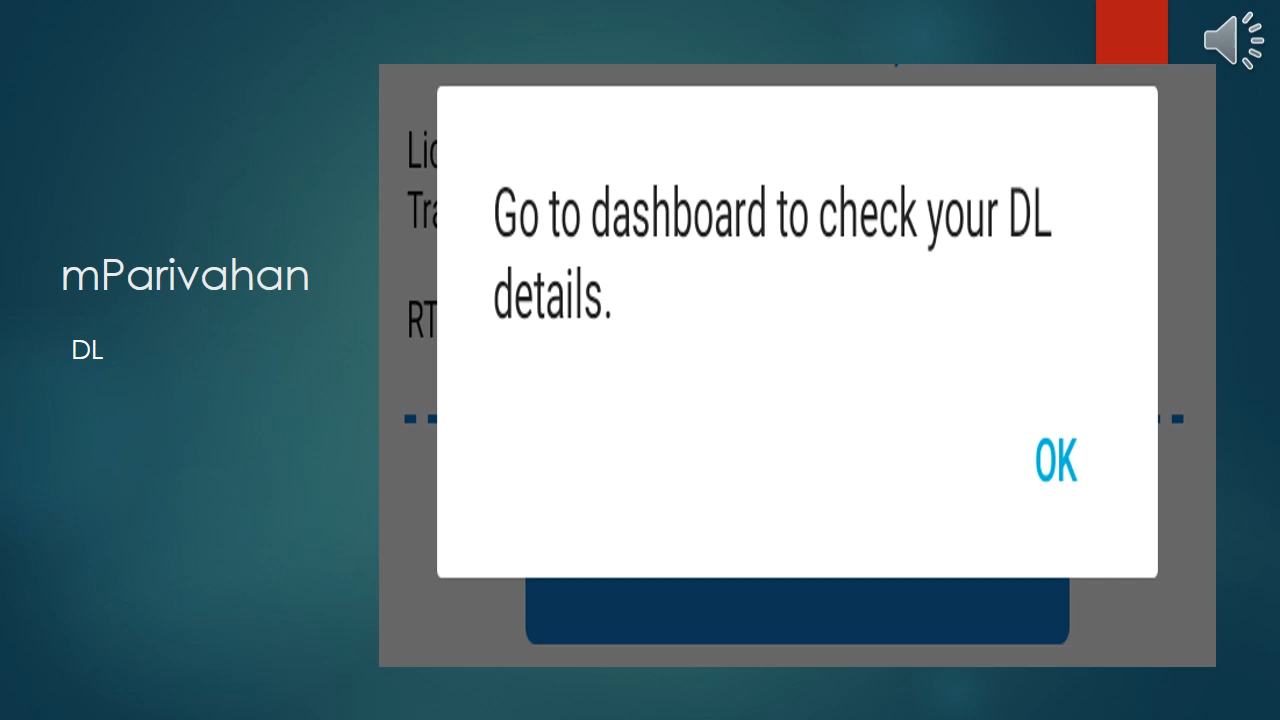 mParivahan
DL
Go to dashboard to check your DL
details.
OK